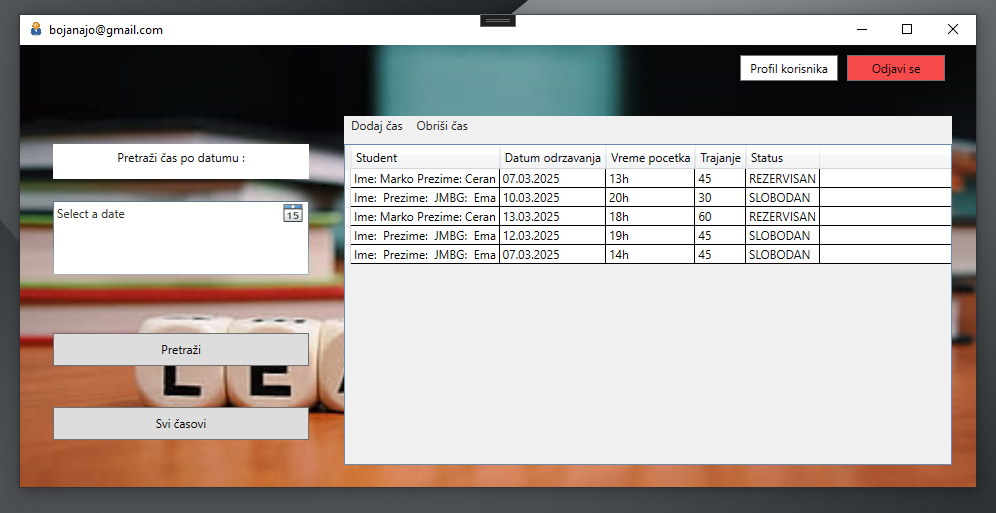 bojanajo@gmail.com
Profil korisnika
Odjavi se
Dodaj čas Obriši čas
Pretraži čas po datumu :
Select a date
15
Pretraži
Svi časovi
Student Datum odrzavanja Vreme pocetka Trajanje Status
Ime: Marko Prezime: Ceran 07.03.2025 13h 45 REZERVISAN
Ime: Prezime: JMBG: Ema 10.03.2025 20h 30 SLOBODAN
Ime: Marko Prezime: Ceran 13.03.2025 18h 60 REZERVISAN
Ime: Prezime: JMBG: Ema 12.03.2025 19h 45 SLOBODAN
Ime: Prezime: JMBG: Ema 07.03.2025 14h 45 SLOBODAN
L E A